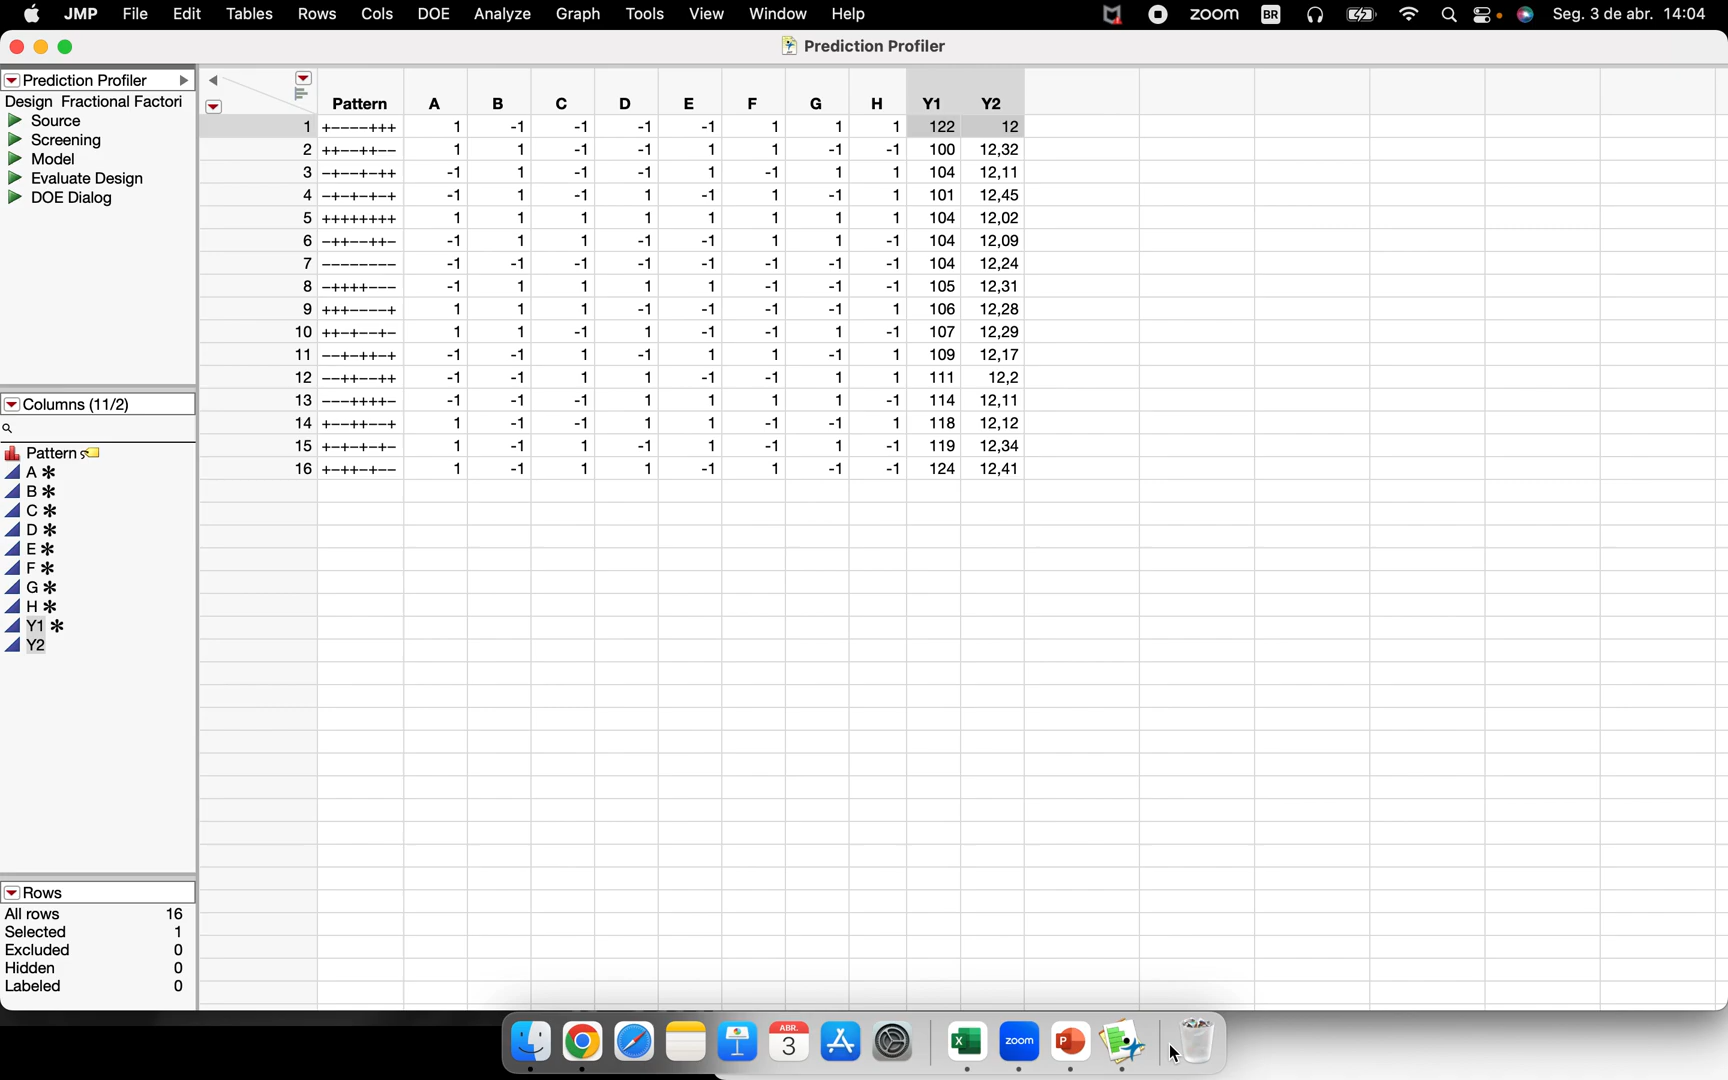 JMP File Edit Tables Rows Cols DOE Analyze Graph Tools View Window Help zoom BR Seg. 3 de abr. 14:04
Prediction Profiler
Prediction Profiler
Design Fractional Factori
Source
Screening
Model
Evaluate Design
DOE Dialog
Columns (11/2)
Pattern
A
B
C
D
E
F
G
H
Y1
Y2
Rows
All rows 16
Selected 1
Excluded 0
Hidden 0
Labeled 0
Pattern A B C D E F G H Y1 Y2
1 +−−−−+++ 1 -1 -1 -1 -1 1 1 1 122 12
2 ++−−++−− 1 1 -1 -1 1 1 -1 -1 100 12,32
3 −+−−+−++ -1 1 -1 -1 1 -1 1 1 104 12,11
4 −+−+−+−+ -1 1 -1 1 -1 1 -1 1 101 12,45
5 ++++++++ 1 1 1 1 1 1 1 1 104 12,02
6 −++−−++− -1 1 1 -1 -1 1 1 -1 104 12,09
7 −−−−−−−− -1 -1 -1 -1 -1 -1 -1 -1 104 12,24
8 −++++−−− -1 1 1 1 1 -1 -1 -1 105 12,31
9 +++−−−−+ 1 1 1 -1 -1 -1 -1 1 106 12,28
10 ++−+−−+− 1 1 -1 1 -1 -1 1 -1 107 12,29
11 −−+−++−+ -1 -1 1 -1 1 1 -1 1 109 12,17
12 −−++−−++ -1 -1 1 1 -1 -1 1 1 111 12,2
13 −−−++++− -1 -1 -1 1 1 1 1 -1 114 12,11
14 +−−++−−+ 1 -1 -1 1 1 -1 -1 1 118 12,12
15 +−+−+−+− 1 -1 1 -1 1 -1 1 -1 119 12,34
16 +−++−+−− 1 -1 1 1 -1 1 -1 -1 124 12,41
ABR.
3
zoom